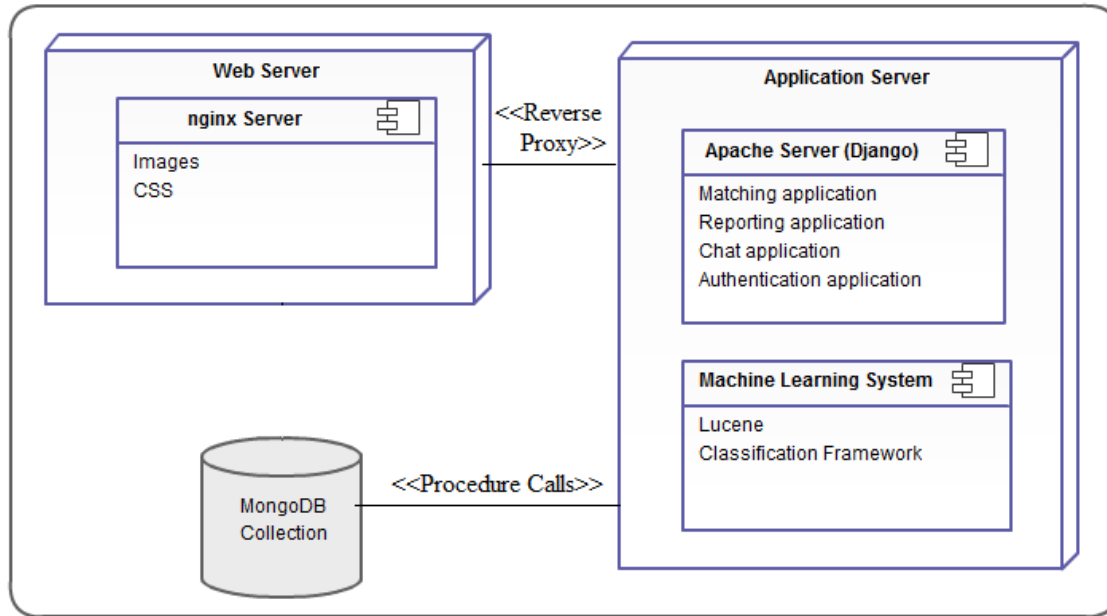 Web Server
nginx Server
Images
CSS
<<Reverse
Proxy>>
Application Server
Apache Server (Django)
Matching application
Reporting application
Chat application
Authentication application
Machine Learning System
Lucene
Classification Framework
<<Procedure Calls>>
MongoDB
Collection